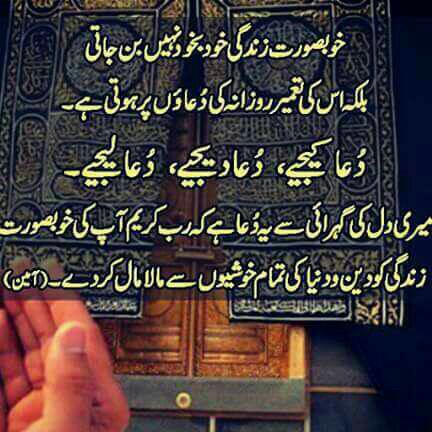 خوبصورت زندگی خود بخود نہیں بن جاتی
بلکہ اس کی تعمیر روزانہ کی دُعاؤں پر ہوتی ہے۔
دُعا کیجیے، دُعا دیجیے، دُعا لیجیے۔
میری دل کی گہرائی سے یہ دُعا ہے کہ رب کریم آپ کی خوبصورت
زندگی کو دین و دنیا کی تمام خوشیوں سے مالا مال کر دے۔ (آمین)